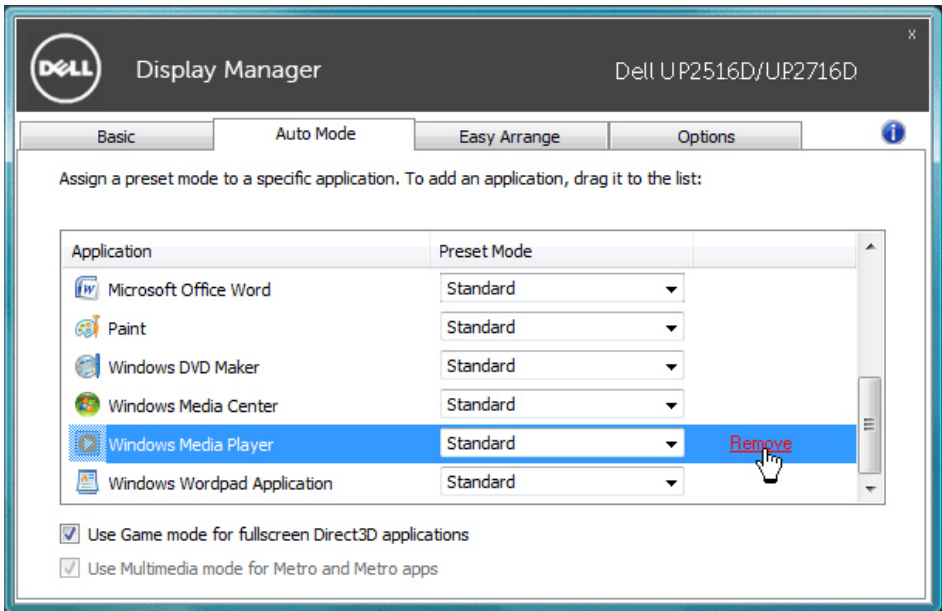 x
DELL
Display Manager
Dell UP2516D/UP2716D
Basic
Auto Mode
Easy Arrange
Options
i
Assign a preset mode to a specific application. To add an application, drag it to the list:
Application Preset Mode
Microsoft Office Word Standard
Paint Standard
Windows DVD Maker Standard
Windows Media Center Standard
Windows Media Player Standard Remove
Windows Wordpad Application Standard
Use Game mode for fullscreen Direct3D applications
Use Multimedia mode for Metro and Metro apps